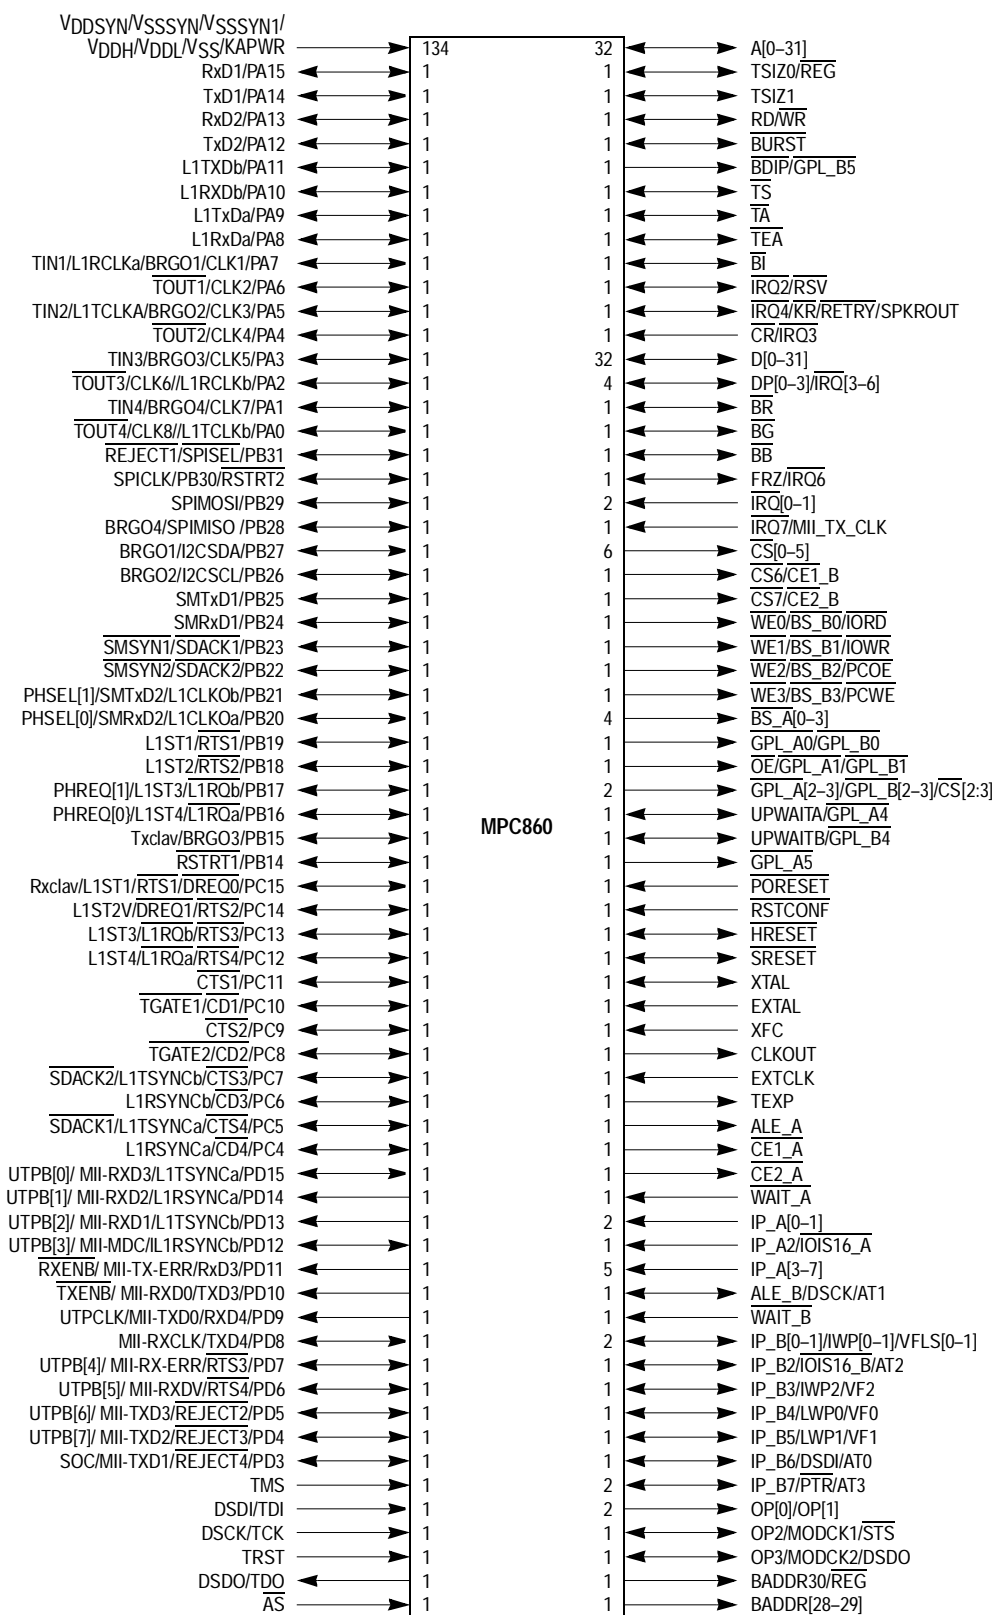 VDDSYN/VSSSYN/VSSSYN1/
VDDH/VDDL/VSS/KAPWR 134 32 A[0–31]
RxD1/PA15 1 1 TSIZ0/REG
TxD1/PA14 1 1 TSIZ1
RxD2/PA13 1 1 RD/WR
TxD2/PA12 1 1 BURST
L1TXDb/PA11 1 1 BDIP/GPL_B5
L1RXDb/PA10 1 1 TS
L1TxDa/PA9 1 1 TA
L1RxDa/PA8 1 1 TEA
TIN1/L1RCLKa/BRGO1/CLK1/PA7 1 1 BI
TOUT1/CLK2/PA6 1 1 IRQ2/RSV
TIN2/L1TCLKA/BRGO2/CLK3/PA5 1 1 IRQ4/KR/RETRY/SPKROUT
TOUT2/CLK4/PA4 1 1 CR/IRQ3
TIN3/BRGO3/CLK5/PA3 1 32 D[0–31]
TOUT3/CLK6//L1RCLKb/PA2 1 4 DP[0–3]/IRQ[3–6]
TIN4/BRGO4/CLK7/PA1 1 1 BR
TOUT4/CLK8//L1TCLKb/PA0 1 1 BG
REJECT1/SPISEL/PB31 1 1 BB
SPICLK/PB30/RSTRT2 1 1 FRZ/IRQ6
SPIMOSI/PB29 1 2 IRQ[0–1]
BRGO4/SPIMISO /PB28 1 1 IRQ7/MII_TX_CLK
BRGO1/I2CSDA/PB27 1 6 CS[0–5]
BRGO2/I2CSCL/PB26 1 1 CS6/CE1_B
SMTxD1/PB25 1 1 CS7/CE2_B
SMRxD1/PB24 1 1 WE0/BS_B0/IORD
SMSYN1/SDACK1/PB23 1 1 WE1/BS_B1/IOWR
SMSYN2/SDACK2/PB22 1 1 WE2/BS_B2/PCOE
PHSEL[1]/SMTxD2/L1CLKOb/PB21 1 1 WE3/BS_B3/PCWE
PHSEL[0]/SMRxD2/L1CLKOa/PB20 1 4 BS_A[0–3]
L1ST1/RTS1/PB19 1 1 GPL_A0/GPL_B0
L1ST2/RTS2/PB18 1 1 OE/GPL_A1/GPL_B1
PHREQ[1]/L1ST3/L1RQb/PB17 1 2 GPL_A[2–3]/GPL_B[2–3]/CS[2:3]
PHREQ[0}/L1ST4/L1RQa/PB16 1 1 UPWAITA/GPL_A4
Txclav/BRGO3/PB15 1 1 UPWAITB/GPL_B4
MPC860
RSTRT1/PB14 1 1 GPL_A5
Rxclav/L1ST1/RTS1/DREQ0/PC15 1 1 PORESET
L1ST2V/DREQ1/RTS2/PC14 1 1 RSTCONF
L1ST3/L1RQb/RTS3/PC13 1 1 HRESET
L1ST4/L1RQa/RTS4/PC12 1 1 SRESET
CTS1/PC11 1 1 XTAL
TGATE1/CD1/PC10 1 1 EXTAL
CTS2/PC9 1 1 XFC
TGATE2/CD2/PC8 1 1 CLKOUT
SDACK2/L1TSYNCb/CTS3/PC7 1 1 EXTCLK
L1RSYNCb/CD3/PC6 1 1 TEXP
SDACK1/L1TSYNCa/CTS4/PC5 1 1 ALE_A
L1RSYNCa/CD4/PC4 1 1 CE1_A
UTPB[0]/ MII-RXD3/L1TSYNCa/PD15 1 1 CE2_A
UTPB[1]/ MII-RXD2/L1RSYNCa/PD14 1 1 WAIT_A
UTPB[2]/ MII-RXD1/L1TSYNCb/PD13 1 2 IP_A[0–1]
UTPB[3]/ MII-MDC/lL1RSYNCb/PD12 1 1 IP_A2/IOIS16_A
RXENB/ MII-TX-ERR/RxD3/PD11 1 5 IP_A[3–7]
TXENB/ MII-RXD0/TXD3/PD10 1 1 ALE_B/DSCK/AT1
UTPCLK/MII-TXD0/RXD4/PD9 1 1 WAIT_B
MII-RXCLK/TXD4/PD8 1 2 IP_B[0–1]/IWP[0–1]/VFLS[0–1]
UTPB[4]/ MII-RX-ERR/RTS3/PD7 1 1 IP_B2/IOIS16_B/AT2
UTPB[5]/ MII-RXDV/RTS4/PD6 1 1 IP_B3/IWP2/VF2
UTPB[6]/ MII-TXD3/REJECT2/PD5 1 1 IP_B4/LWP0/VF0
UTPB[7]/ MII-TXD2/REJECT3/PD4 1 1 IP_B5/LWP1/VF1
SOC/MII-TXD1/REJECT4/PD3 1 1 IP_B6/DSDI/AT0
TMS 1 2 IP_B7/PTR/AT3
DSDI/TDI 1 2 OP[0]/OP[1]
DSCK/TCK 1 1 OP2/MODCK1/STS
TRST 1 1 OP3/MODCK2/DSDO
DSDO/TDO 1 1 BADDR30/REG
AS 1 1 BADDR[28–29]